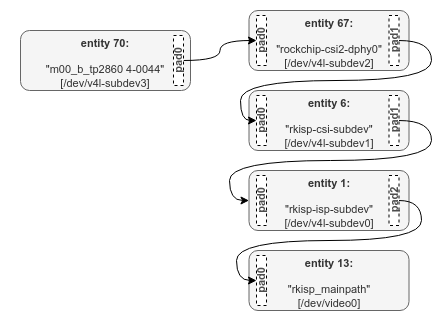 entity 70:
"m00_b_tp2860 4-0044"
[/dev/v4l-subdev3]
pad0
entity 67:
pad0
"rockchip-csi2-dphy0"
[/dev/v4l-subdev2]
pad1
entity 6:
pad0
"rkisp-csi-subdev"
[/dev/v4l-subdev1]
pad1
entity 1:
pad0
"rkisp-isp-subdev"
[/dev/v4l-subdev0]
pad2
entity 13:
pad0
"rkisp_mainpath"
[/dev/video0]